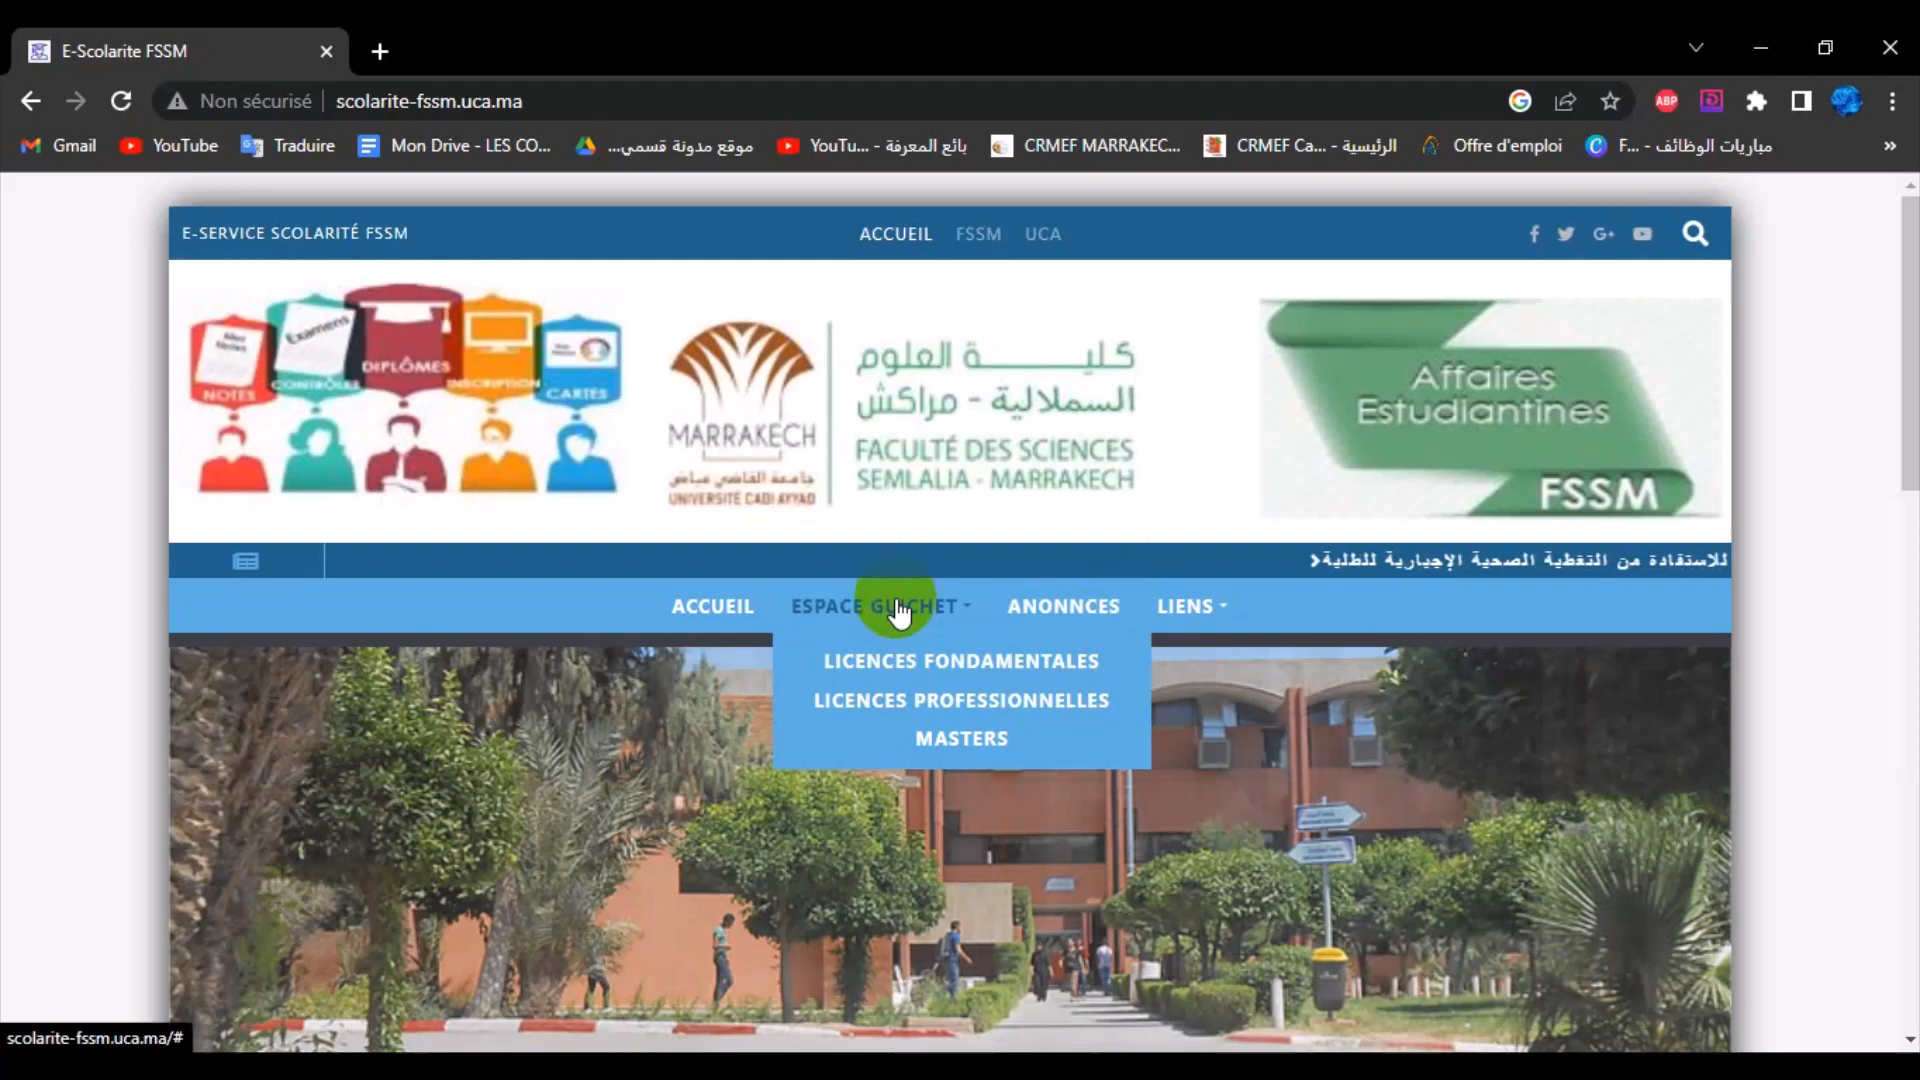 E-Scolarite FSSM
Non sécurisé
scolarite-fssm.uca.ma
ABP
Gmail
YouTube
Traduire
Mon Drive - LES CO...
موقع مدونة قسمي...
YouTu... - بائع المعرفة
CRMEF MARRAKEC...
CRMEF Ca... - الرئيسية
Offre d'emploi
F... - مباريات الوظائف
»
E-SERVICE SCOLARITÉ FSSM
ACCUEIL FSSM UCA
NOTES
Examens
CONTRÔLE
DIPLÔMES
INSCRIPTION
CARTES
MARRAKECH
جامعة القاضي عياض
UNIVERSITÉ CADI AYYAD
كليـــــــة العلوم
السملالية - مراكش
FACULTÉ DES SCIENCES
SEMLALIA - MARRAKECH
Affaires
Estudiantines
FSSM
للاستفادة من التغطية الصحية الإجبارية للطلبة
ACCUEIL ESPACE GUICHET ANONNCES LIENS
LICENCES FONDAMENTALES
LICENCES PROFESSIONNELLES
MASTERS
scolarite-fssm.uca.ma/#